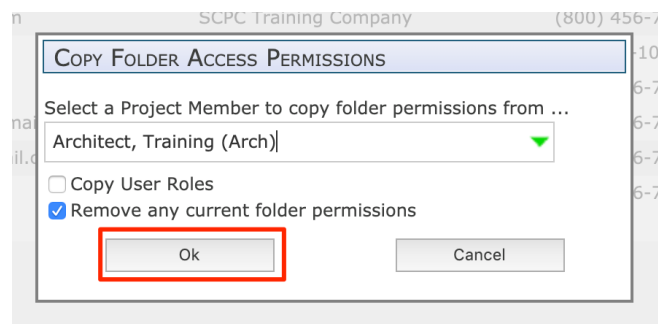 SCPC Training Company
(800) 456-7
COPY FOLDER ACCESS PERMISSIONS
Select a Project Member to copy folder permissions from ...
Architect, Training (Arch)
Copy User Roles
Remove any current folder permissions
Ok
Cancel